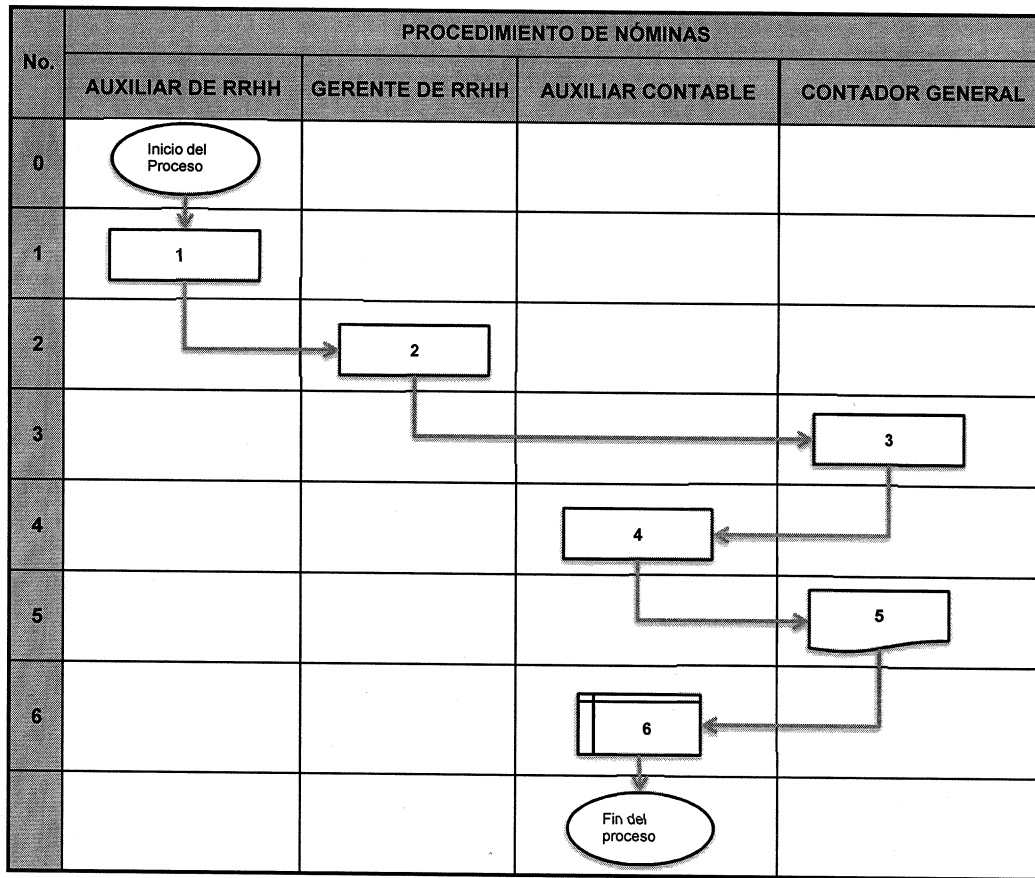 PROCEDIMIENTO DE NÓMINAS
No.
AUXILIAR DE RRHH
GERENTE DE RRHH
AUXILIAR CONTABLE
CONTADOR GENERAL
0
Inicio del
Proceso
1
1
2
2
3
3
4
4
5
5
6
6
Fin del
proceso